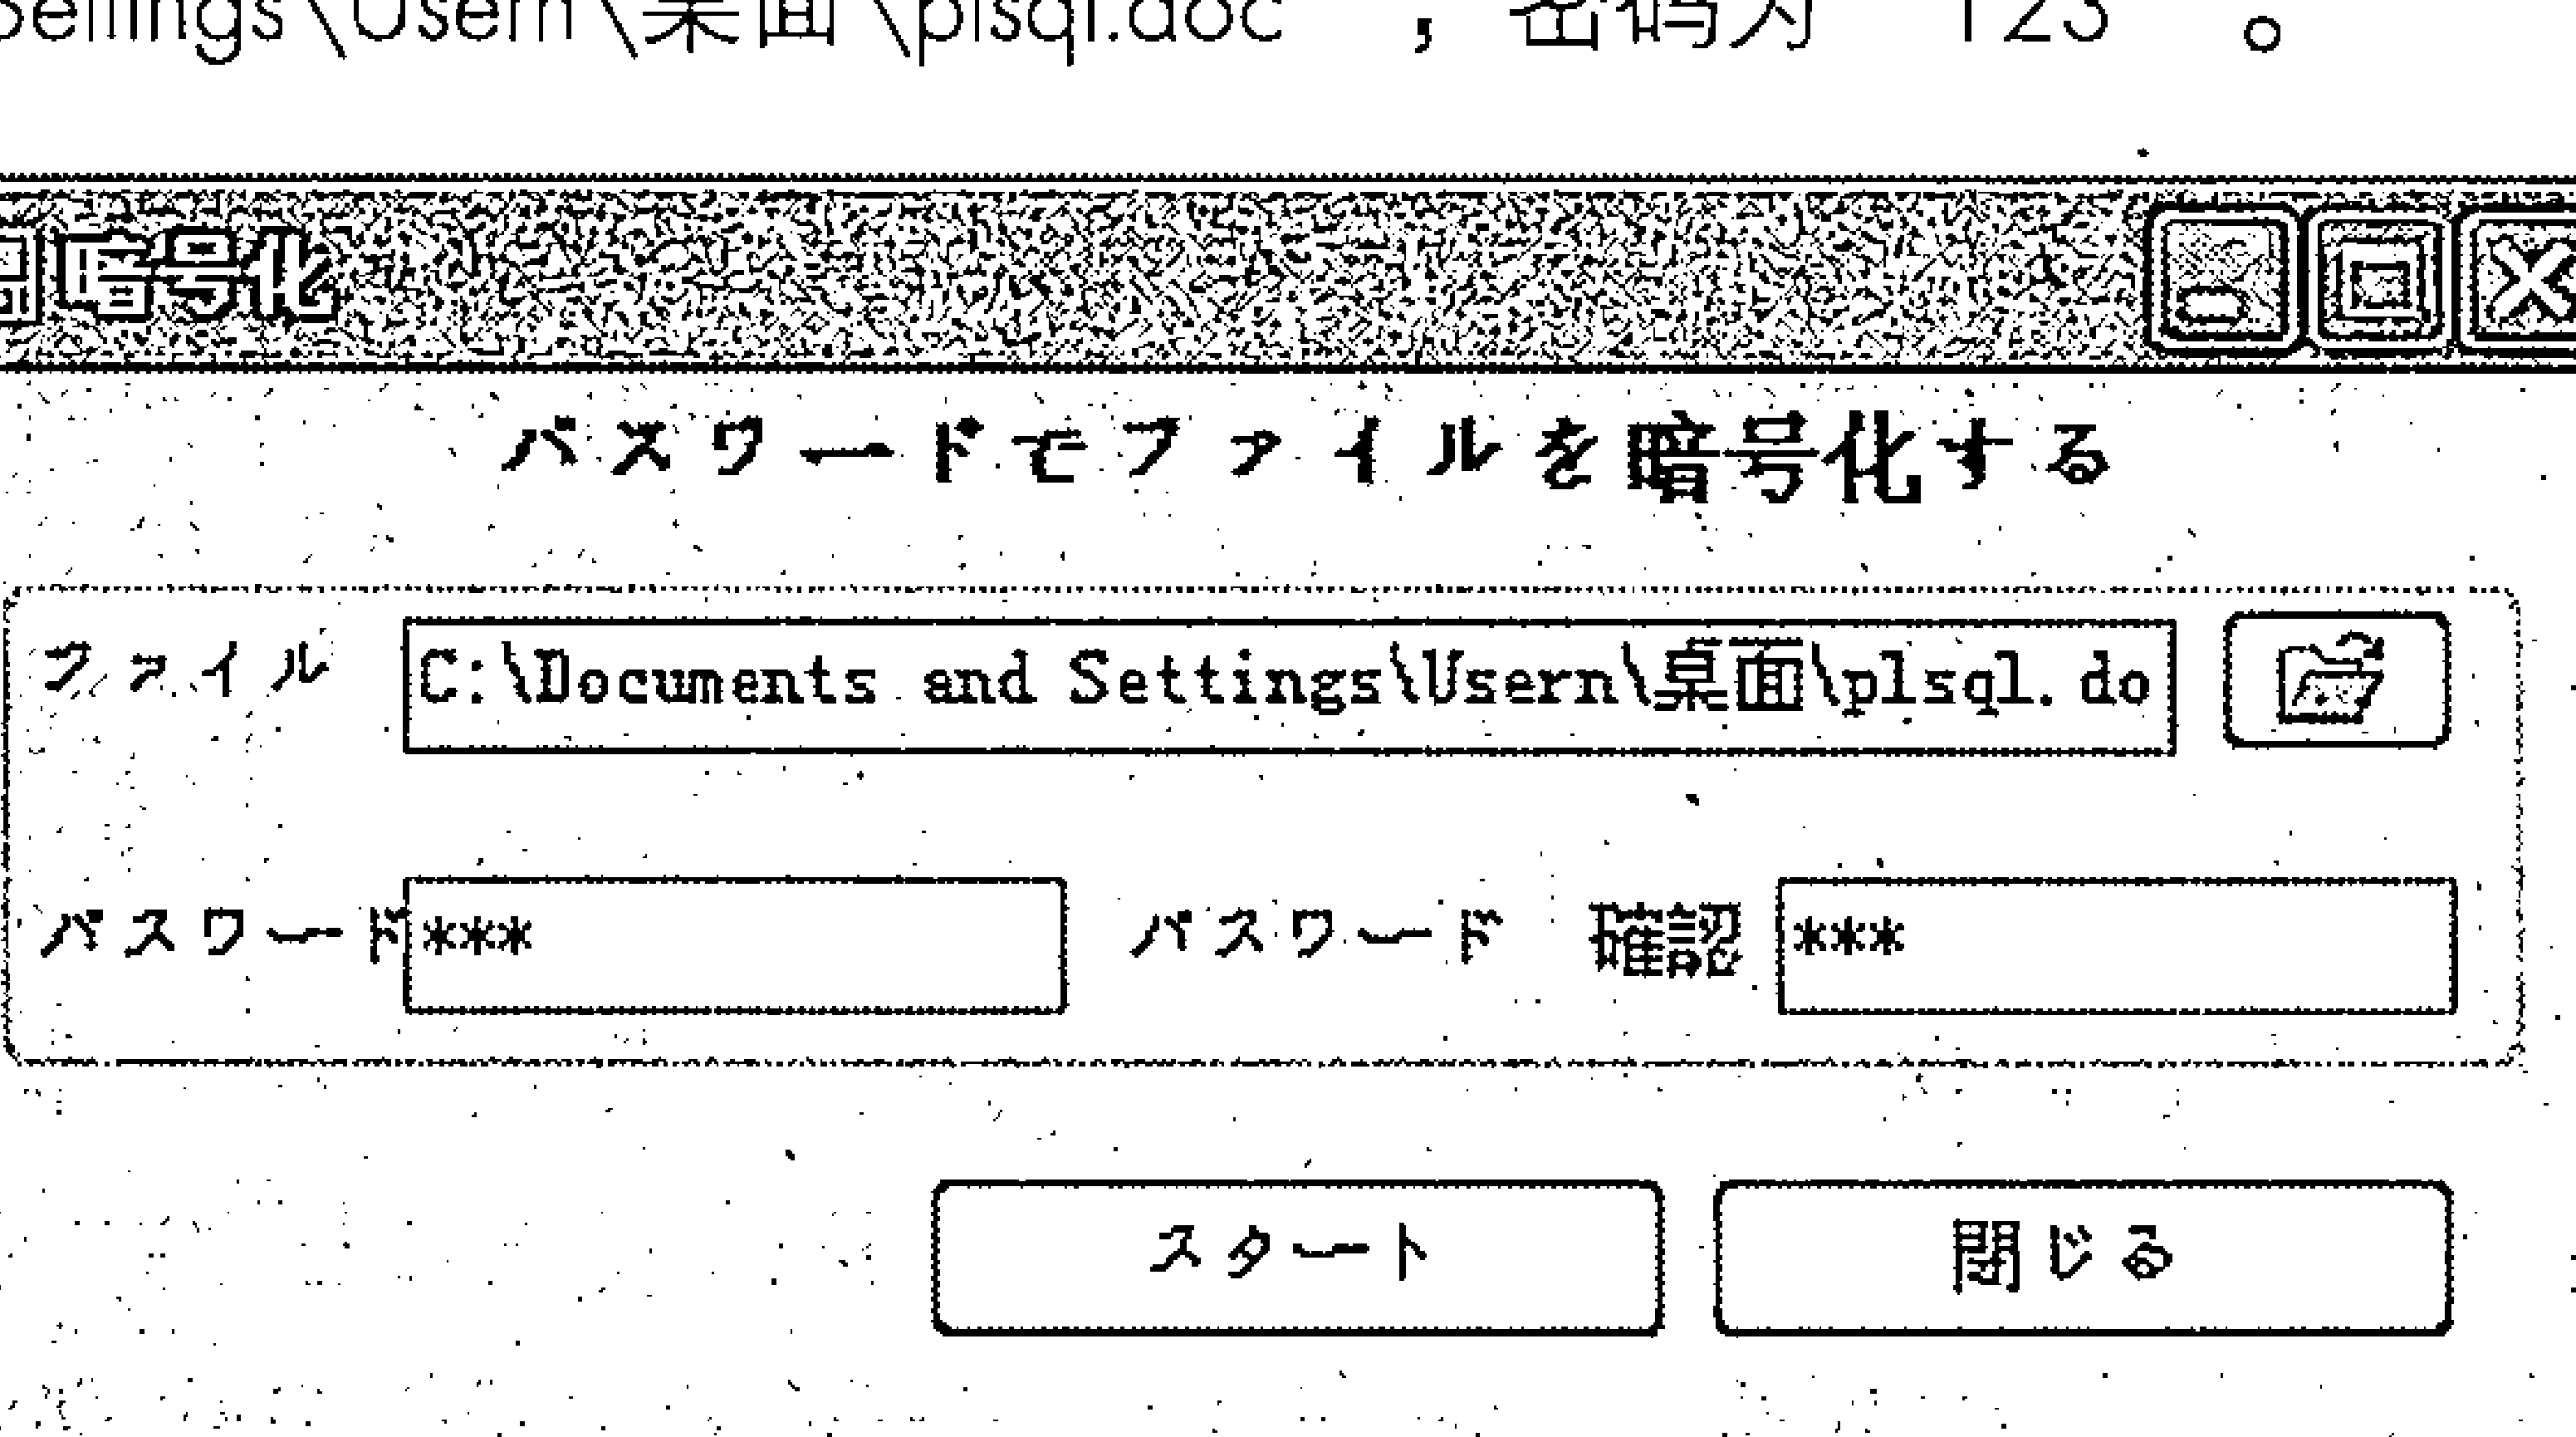 Settings\Usern\桌面\plsql.doc ，密码为 123 。
暗号化
パスワードでファイルを暗号化する
ファイル C:\Documents and Settings\Usern\桌面\plsql.do
パスワード *** パスワード 確認 ***
スタート 閉じる